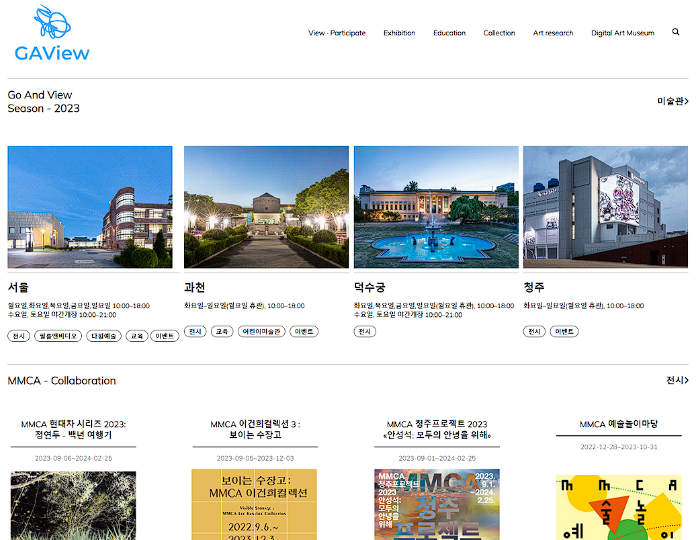 GAView
View - Participate
Exhibition
Education
Collection
Art research
Digital Art Museum
Go And View
Season - 2023
미술관
서울
월요일,화요일,목요일,금요일,일요일 10:00–18:00
수요일, 토요일 야간개장 10:00–21:00
전시
필름앤비디오
다원예술
교육
이벤트
과천
화요일–일요일(월요일 휴관), 10:00–18:00
전시
교육
어린이미술관
이벤트
덕수궁
화요일,목요일,금요일,일요일(월요일 휴관) 10:00–18:00
수요일, 토요일 야간개장 10:00–21:00
전시
청주
화요일–일요일(월요일 휴관), 10:00–18:00
전시
이벤트
MMCA - Collaboration
전시
MMCA 현대차 시리즈 2023:
정연두 - 백년 여행기
2023-09-06~2024-02-25
MMCA 이건희컬렉션 3 :
보이는 수장고
2023-09-05~2023-12-03
보이는 수장고:
MMCA 이건희컬렉션
Visible Storage:
MMCA Lee Kun Hee Collection
2022.9.6.~
2023.12.3.
MMCA 청주프로젝트 2023
«안성석: 모두의 안녕을 위해»
2023-09-01~2024-02-25
MMCA
청주프로젝트
2023
안성석:
모두의
안녕을
위해
MMCA
청주
프로젝트
2023.
9.1.
~2024.
2.25
MMCA 예술놀이마당
2022-12-28~2023-10-31
MMCA
예술놀이